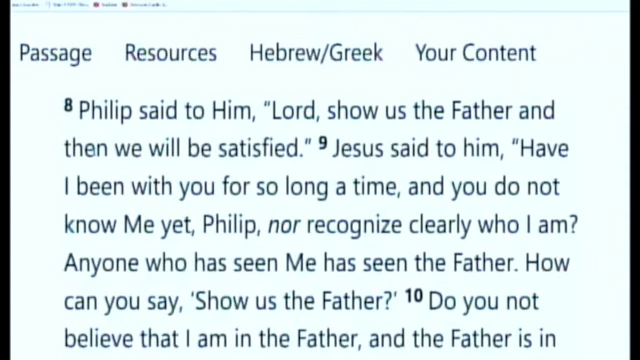 Passage Resources Hebrew/Greek Your Content
8 Philip said to Him, “Lord, show us the Father and
then we will be satisfied.” 9 Jesus said to him, “Have
I been with you for so long a time, and you do not
know Me yet, Philip, nor recognize clearly who I am?
Anyone who has seen Me has seen the Father. How
can you say, ‘Show us the Father?’ 10 Do you not
believe that I am in the Father, and the Father is in